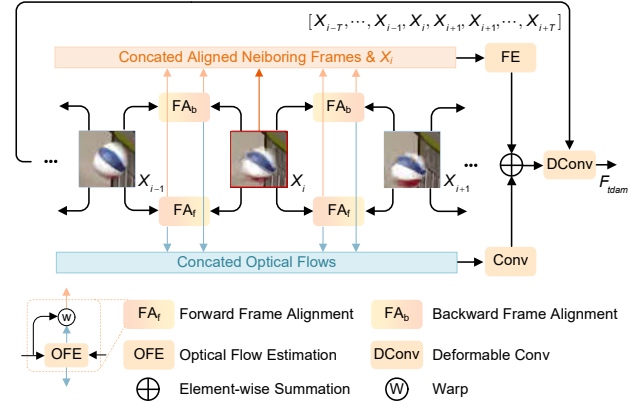 [ X_{i-T}, ⋯, X_{i-1}, X_i, X_{i+1}, X_{i+1}, ⋯, X_{i+T} ]
Concated Aligned Neiboring Frames & X_i
FE
FA_b
FA_b
...
X_{i-1}
X_i
X_{i+1}
...
DConv
F_{tdam}
FA_f
FA_f
Concated Optical Flows
Conv
FA_f Forward Frame Alignment
FA_b Backward Frame Alignment
W
OFE
OFE Optical Flow Estimation
DConv Deformable Conv
Element-wise Summation
W Warp